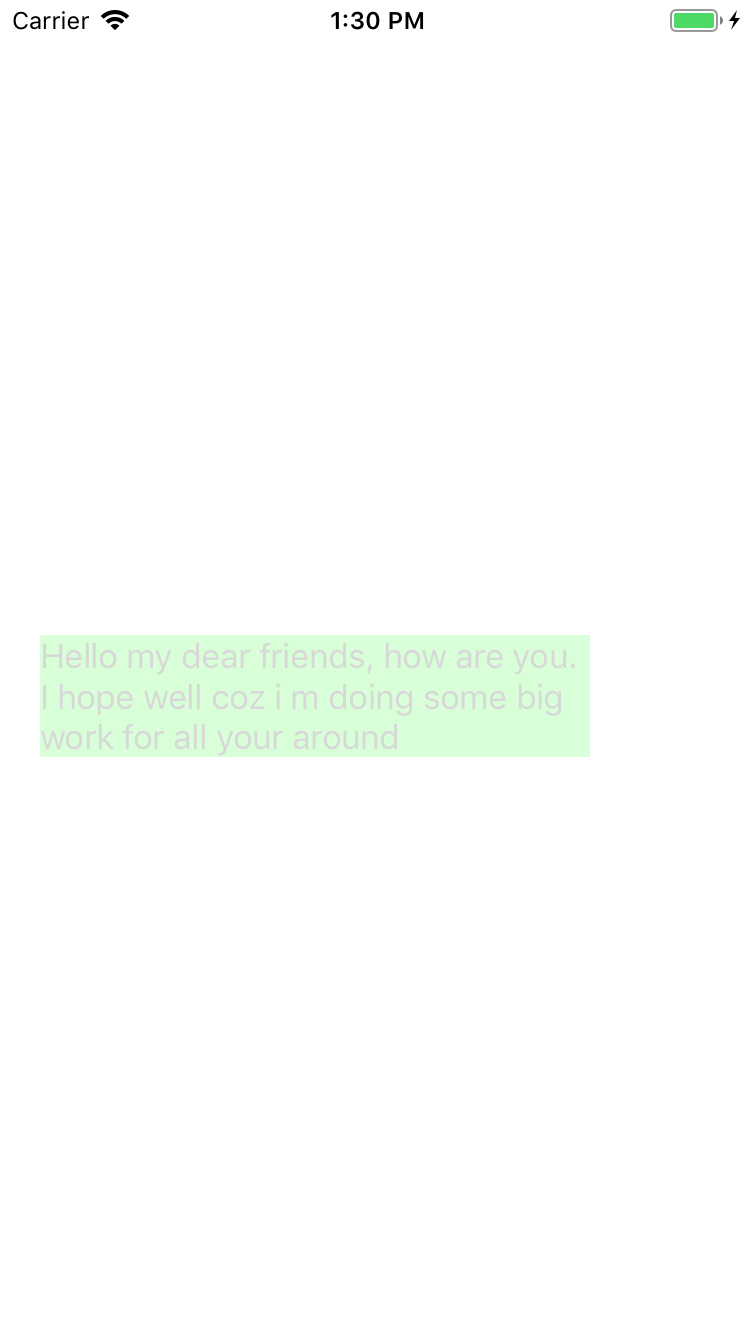 Carrier 1:30 PM
Hello my dear friends, how are you.
I hope well coz i m doing some big
work for all your around